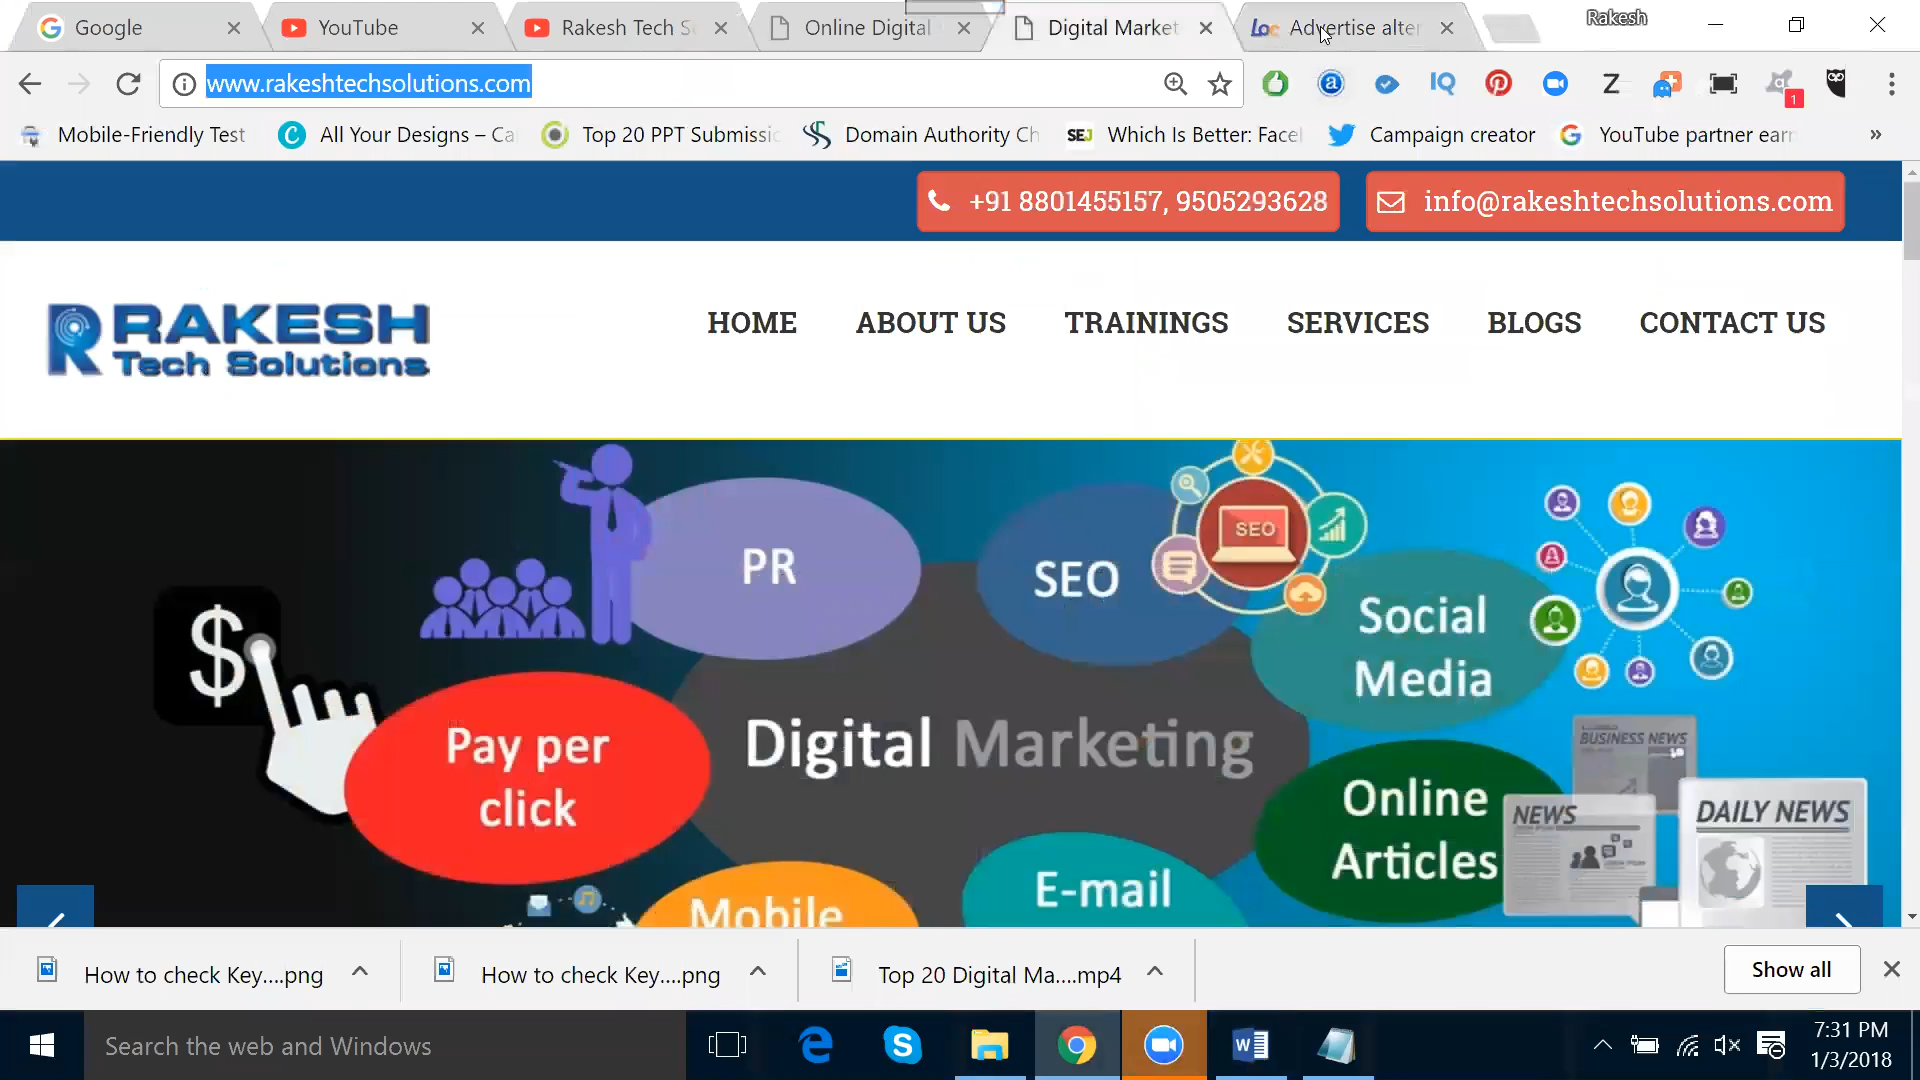 Google
YouTube
Rakesh Tech S
Online Digital
Digital Market
Loc Advertise alter
Rakesh
www.rakeshtechsolutions.com
1
Mobile-Friendly Test
All Your Designs – Ca
Top 20 PPT Submissic
Domain Authority Ch
SEJ Which Is Better: Facel
Campaign creator
YouTube partner earn
»
+91 8801455157, 9505293628
info@rakeshtechsolutions.com
RAKESH
Tech Solutions
HOME
ABOUT US
TRAININGS
SERVICES
BLOGS
CONTACT US
PR
SEO
SEO
Social
Media
$
Pay per
click
Digital Marketing
BUSINESS NEWS
Online
Articles
NEWS
DAILY NEWS
E-mail
Mobile
How to check Key....png
How to check Key....png
Top 20 Digital Ma....mp4
Show all
Search the web and Windows
7:31 PM
1/3/2018